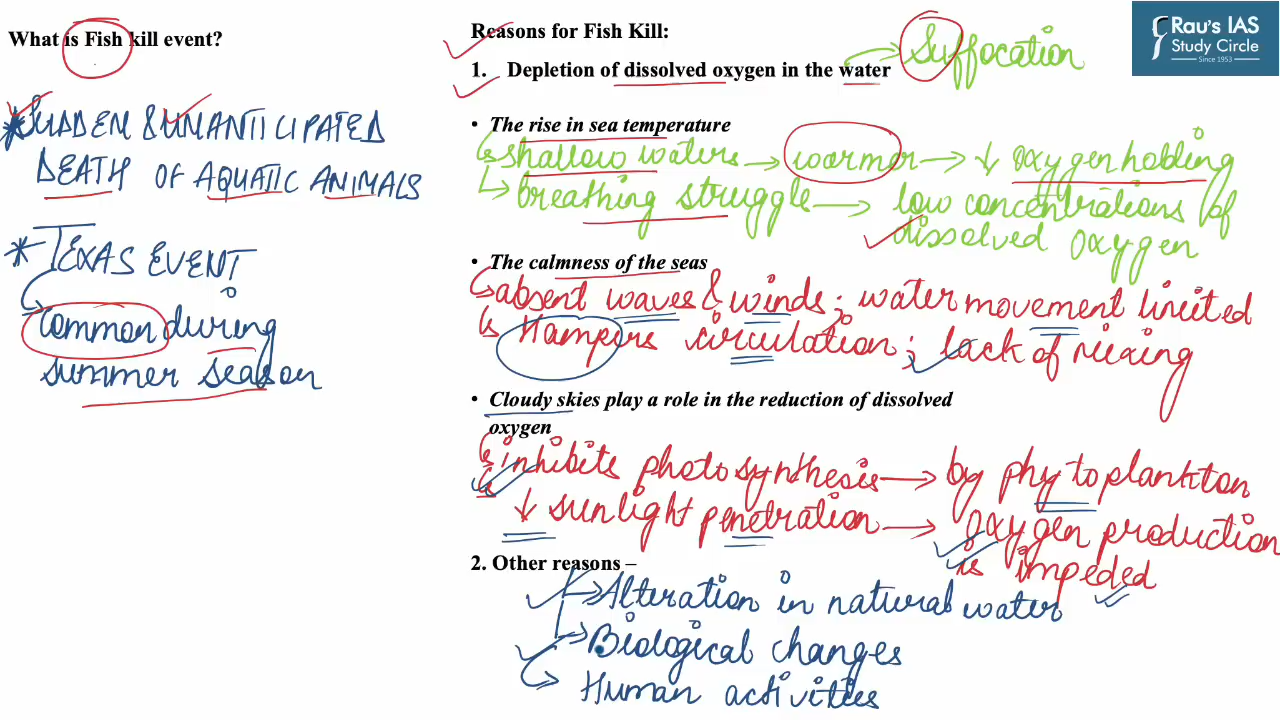 What is Fish kill event?
* SUDDEN & UNANTICIPATED
DEATH OF AQUATIC ANIMALS
* TEXAS EVENT
common during
summer season
Reasons for Fish Kill:
1. Depletion of dissolved oxygen in the water
Suffocation
• The rise in sea temperature
shallow waters → warmer → ↓ oxygen holding
breathing struggle → low concentrations of
dissolved oxygen
• The calmness of the seas
absent waves & winds; water movement limited
Hampers circulation; lack of mixing
• Cloudy skies play a role in the reduction of dissolved
oxygen
inhibits photosynthesis → by phytoplankton
↓ sunlight penetration → oxygen production
is impeded
2. Other reasons –
→ Alteration in natural water
→ Biological changes
→ Human activities
Rau's IAS
Study Circle
Since 1953